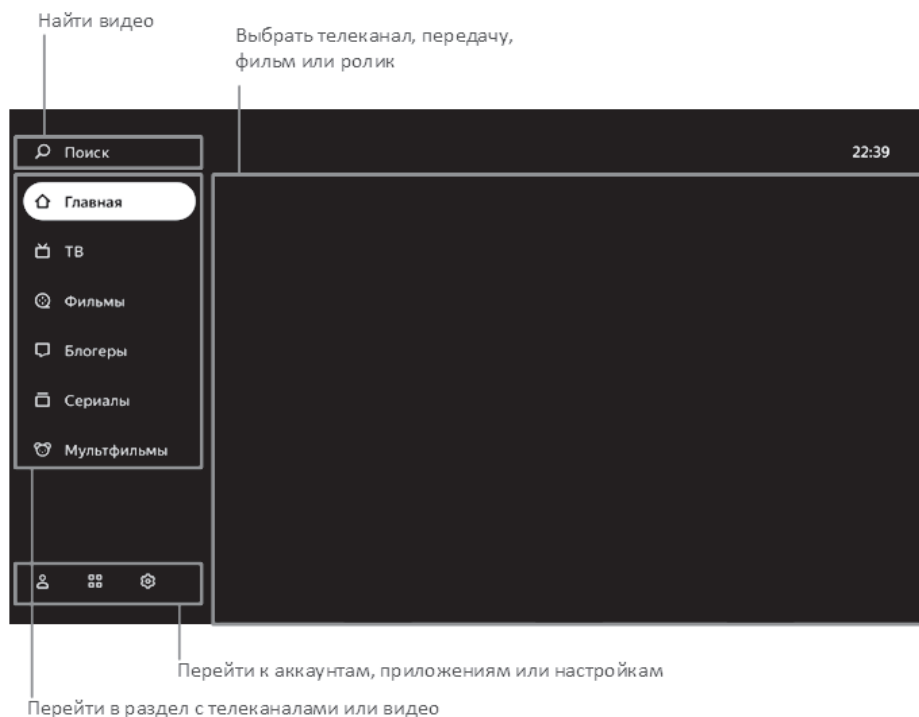 Найти видео
Выбрать телеканал, передачу,
фильм или ролик
Поиск
22:39
Главная
ТВ
Фильмы
Блогеры
Сериалы
Мультфильмы
Перейти к аккаунтам, приложениям или настройкам
Перейти в раздел с телеканалами или видео